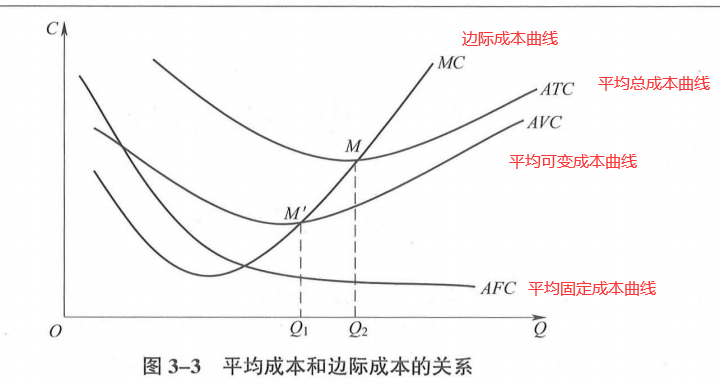 C
边际成本曲线
MC
ATC 平均总成本曲线
AVC
平均可变成本曲线
M
M'
AFC 平均固定成本曲线
O Q₁ Q₂ Q
图 3-3 平均成本和边际成本的关系